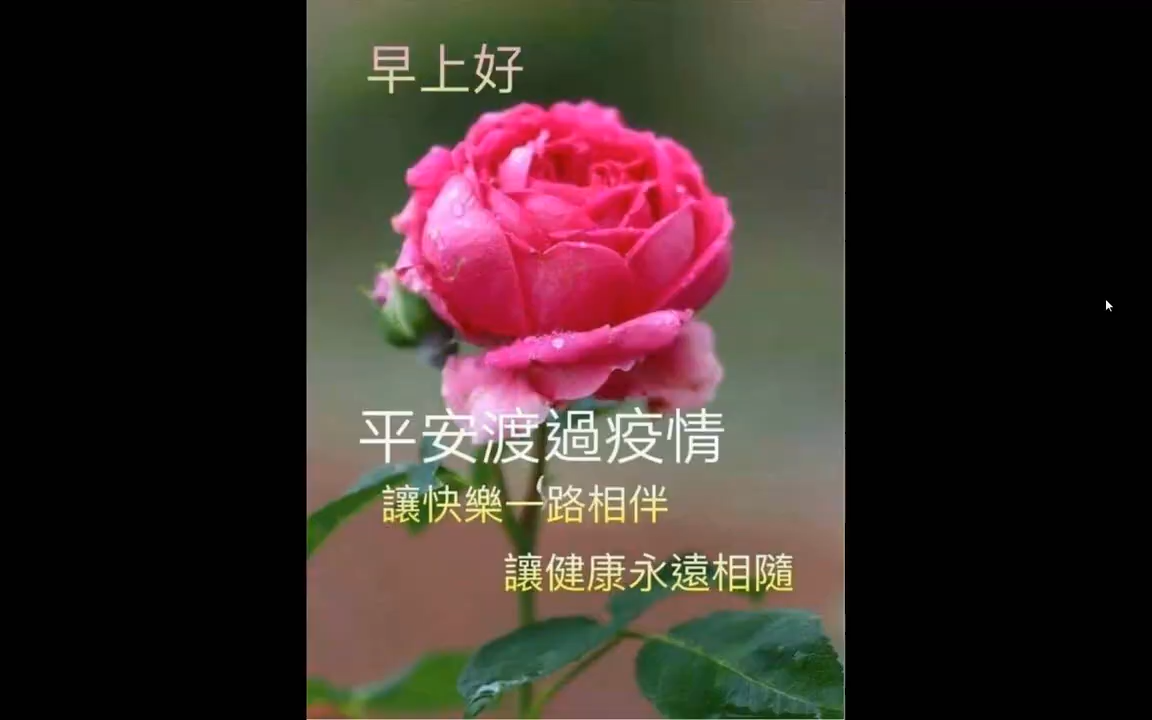 早上好
平安渡過疫情
讓快樂一路相伴
讓健康永遠相隨